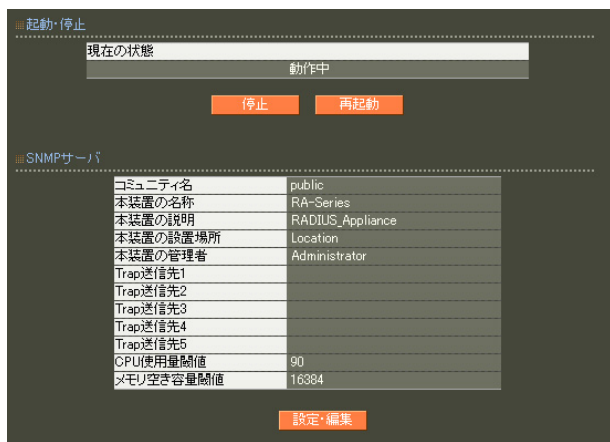 起動・停止
現在の状態
動作中
停止 再起動
SNMPサーバ
コミュニティ名 public
本装置の名称 RA-Series
本装置の説明 RADIUS_Appliance
本装置の設置場所 Location
本装置の管理者 Administrator
Trap送信先1
Trap送信先2
Trap送信先3
Trap送信先4
Trap送信先5
CPU使用量閾値 90
メモリ空き容量閾値 16384
設定・編集